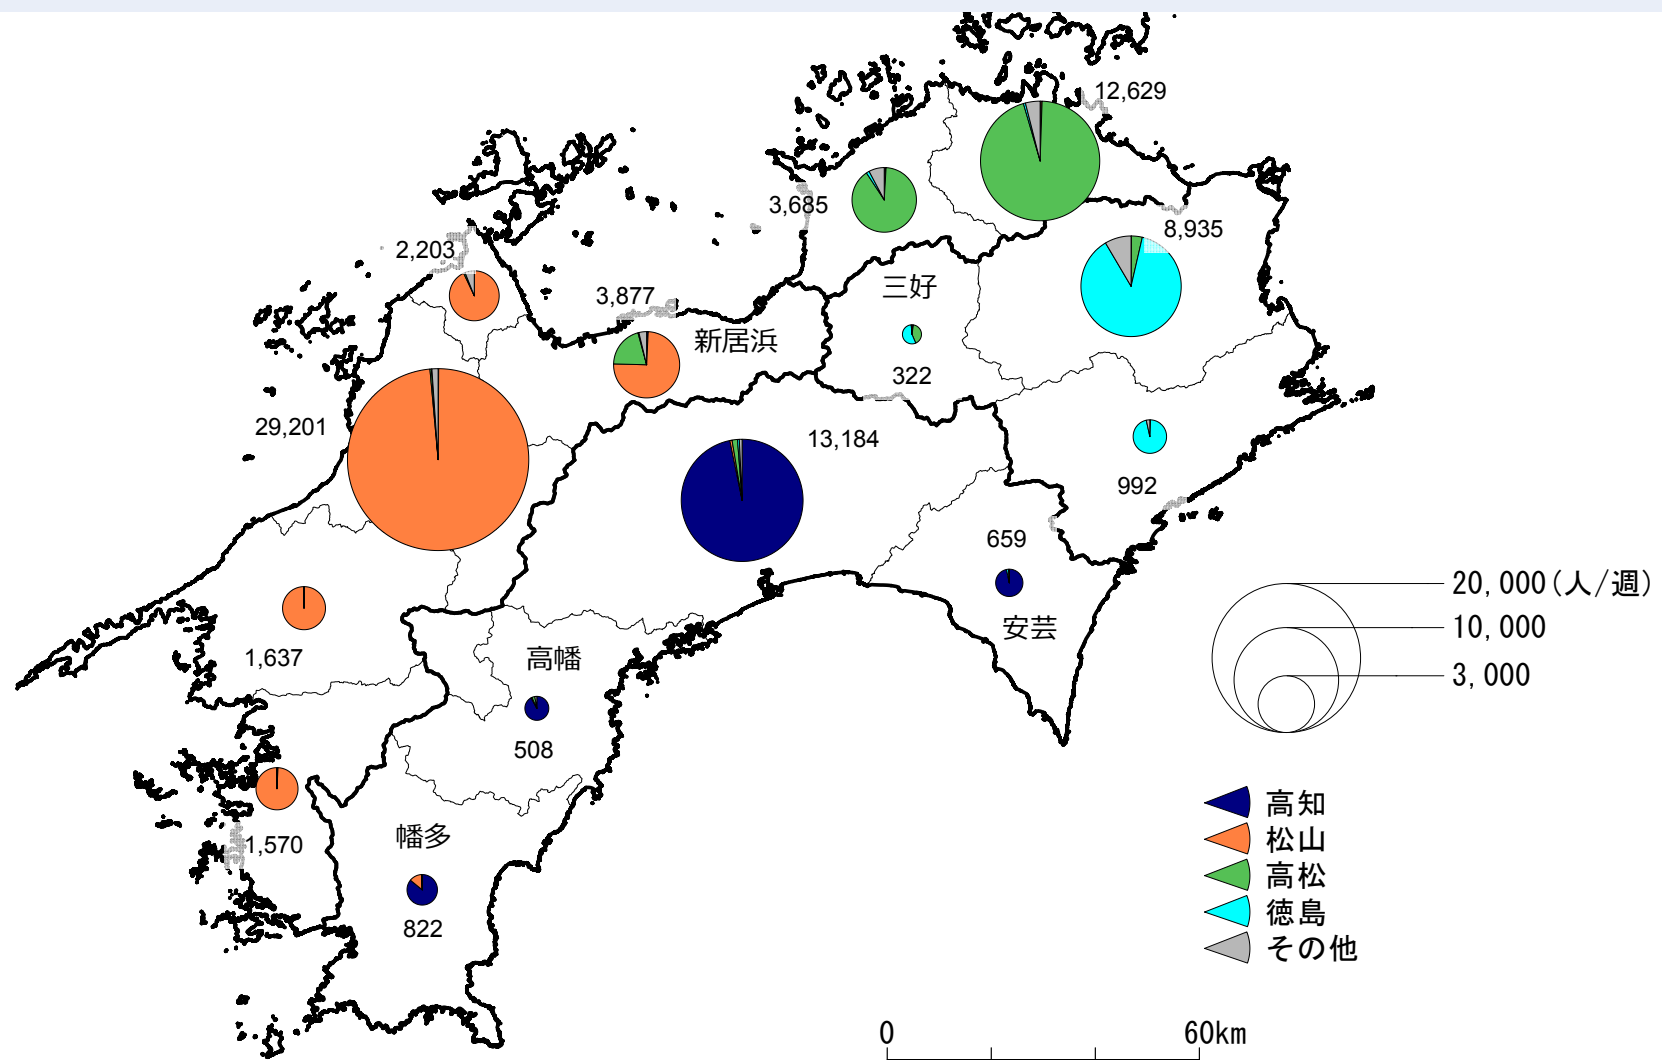 12,629
3,685
8,935
2,203
三好
3,877
新居浜
322
29,201
13,184
992
659
20,000(人/週)
10,000
安芸
1,637
高幡
3,000
508
高知
幡多
松山
1,570
高松
徳島
822
その他
0 60km